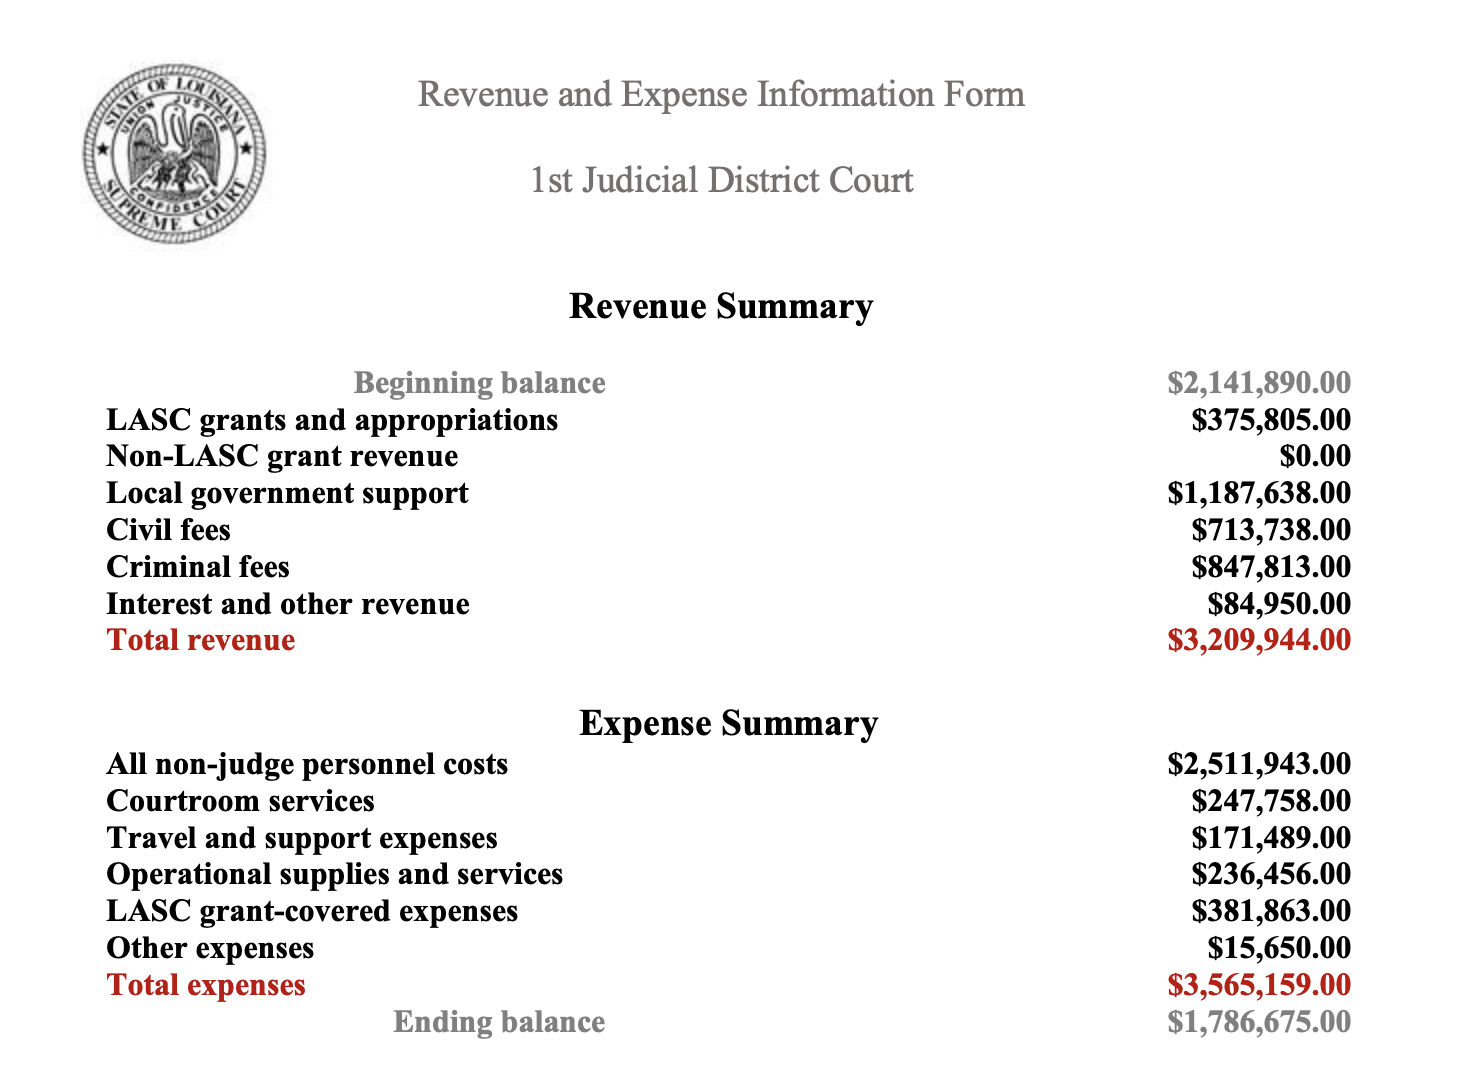 STATE OF LOUISIANA
UNION JUSTICE
CONFIDENCE
SUPREME COURT
Revenue and Expense Information Form
1st Judicial District Court
Revenue Summary
Beginning balance $2,141,890.00
LASC grants and appropriations $375,805.00
Non-LASC grant revenue $0.00
Local government support $1,187,638.00
Civil fees $713,738.00
Criminal fees $847,813.00
Interest and other revenue $84,950.00
Total revenue $3,209,944.00
Expense Summary
All non-judge personnel costs $2,511,943.00
Courtroom services $247,758.00
Travel and support expenses $171,489.00
Operational supplies and services $236,456.00
LASC grant-covered expenses $381,863.00
Other expenses $15,650.00
Total expenses $3,565,159.00
Ending balance $1,786,675.00